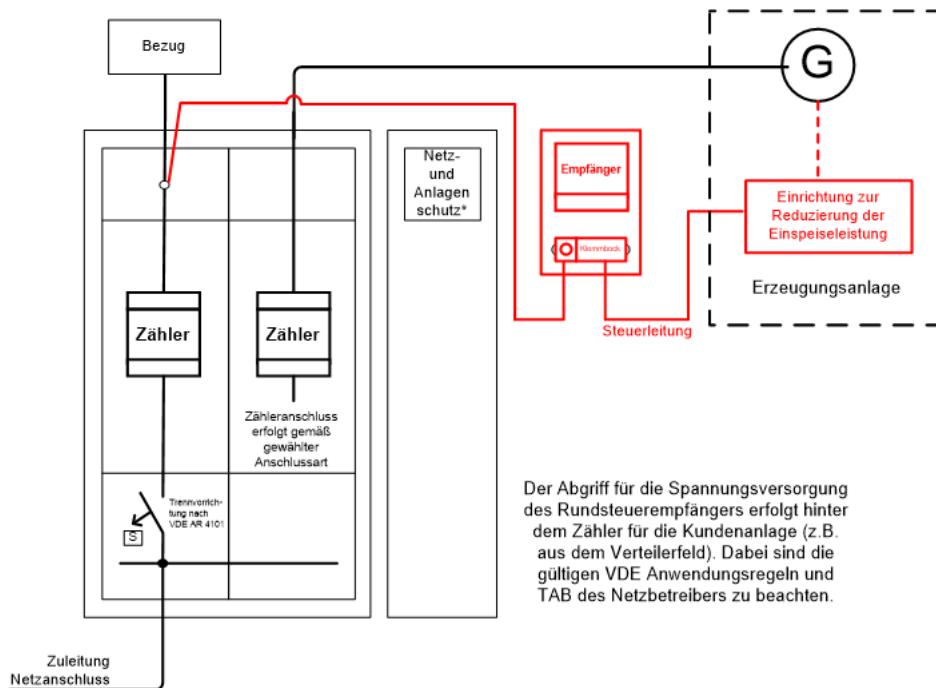 Bezug
G
Netz-
und
Anlagen
schutz*
Empfänger
Klemmbock
Einrichtung zur
Reduzierung der
Einspeiseleistung
Erzeugungsanlage
Steuerleitung
Zähler
Zähler
Zähleranschluss
erfolgt gemäß
gewählter
Anschlussart
Trennvorrich-
tung nach
VDE AR 4101
S
Der Abgriff für die Spannungsversorgung
des Rundsteuerempfängers erfolgt hinter
dem Zähler für die Kundenanlage (z.B.
aus dem Verteilerfeld). Dabei sind die
gültigen VDE Anwendungsregeln und
TAB des Netzbetreibers zu beachten.
Zuleitung
Netzanschluss